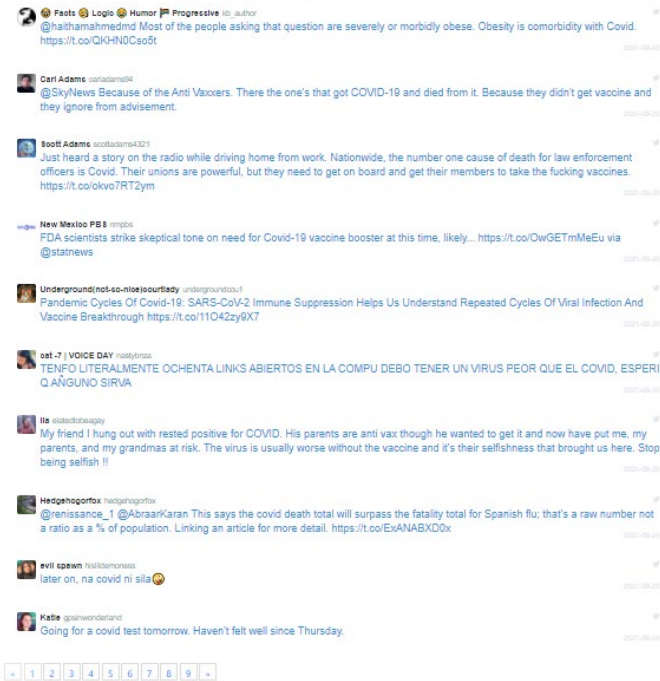 Facts Logic Humor Progressive kb_author
@haithamahmedmd Most of the people asking that question are severely or morbidly obese. Obesity is comorbidity with Covid.
https://t.co/QKHN0Cso5t
Carl Adams carladams94
@SkyNews Because of the Anti Vaxxers. There the one's that got COVID-19 and died from it. Because they didn't get vaccine and
they ignore from advisement.
Scott Adams scottadams4321
Just heard a story on the radio while driving home from work. Nationwide, the number one cause of death for law enforcement
officers is Covid. Their unions are powerful, but they need to get on board and get their members to take the fucking vaccines.
https://t.co/okvo7RT2ym
New Mexico PBS nmpbs
FDA scientists strike skeptical tone on need for Covid-19 vaccine booster at this time, likely... https://t.co/OwGETmMeEu via
@statnews
Underground(not-so-nice)courtlady undergroundcou1
Pandemic Cycles Of Covid-19: SARS-CoV-2 Immune Suppression Helps Us Understand Repeated Cycles Of Viral Infection And
Vaccine Breakthrough https://t.co/11O42zy9X7
cat -7 | VOICE DAY nastybriza
TENFO LITERALMENTE OCHENTA LINKS ABIERTOS EN LA COMPU DEBO TENER UN VIRUS PEOR QUE EL COVID, ESPERI
Q AÑGUNO SIRVA
lia elatedtobeagay
My friend I hung out with rested positive for COVID. His parents are anti vax though he wanted to get it and now have put me, my
parents, and my grandmas at risk. The virus is usually worse without the vaccine and it's their selfishness that brought us here. Stop
being selfish !!
Hedgehogorfox hedgehogorfox
@renissance_1 @AbraarKaran This says the covid death total will surpass the fatality total for Spanish flu; that's a raw number not
a ratio as a % of population. Linking an article for more detail. https://t.co/ExANABXD0x
evil spawn hislildemoness
later on, na covid ni sila
Katie gosinwonderland
Going for a covid test tomorrow. Haven't felt well since Thursday.
« 1 2 3 4 5 6 7 8 9 »